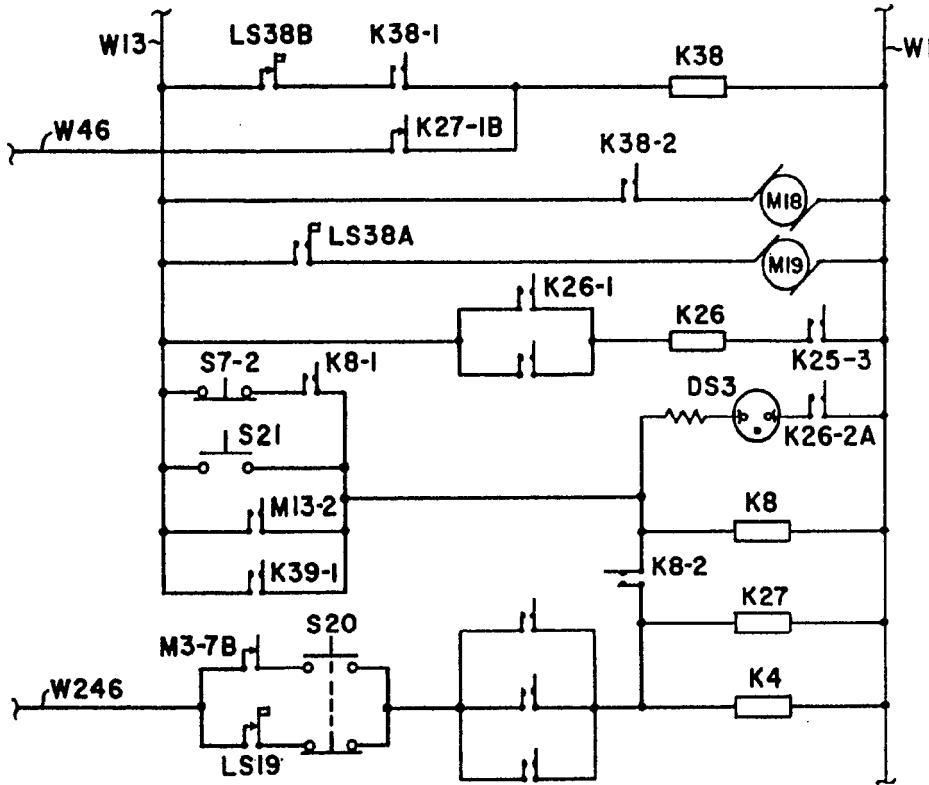 W13
LS38B
K38-1
K38
W1
W46
K27-1B
K38-2
M18
LS38A
M19
K26-1
K26
K25-3
S7-2
K8-1
DS3
K26-2A
S21
M13-2
K8
K39-1
K8-2
K27
M3-7B
S20
W246
K4
LS19